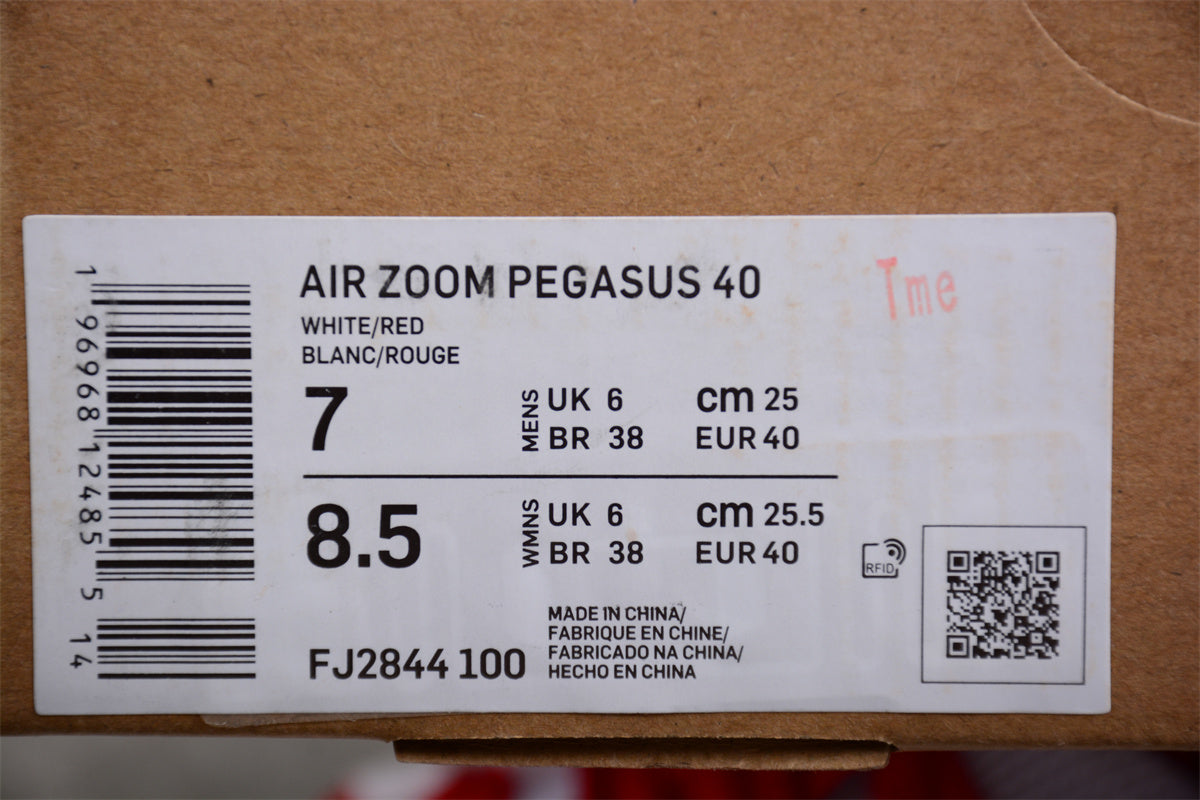 AIR ZOOM PEGASUS 40
Tme
WHITE/RED
BLANC/ROUGE
7
MENS
UK 6
cm 25
BR 38
EUR 40
8.5
WMNS
UK 6
cm 25.5
BR 38
EUR 40
RFID
FJ2844 100
MADE IN CHINA/
FABRIQUE EN CHINE/
FABRICADO NA CHINA/
HECHO EN CHINA
1 96968 12485 5 14